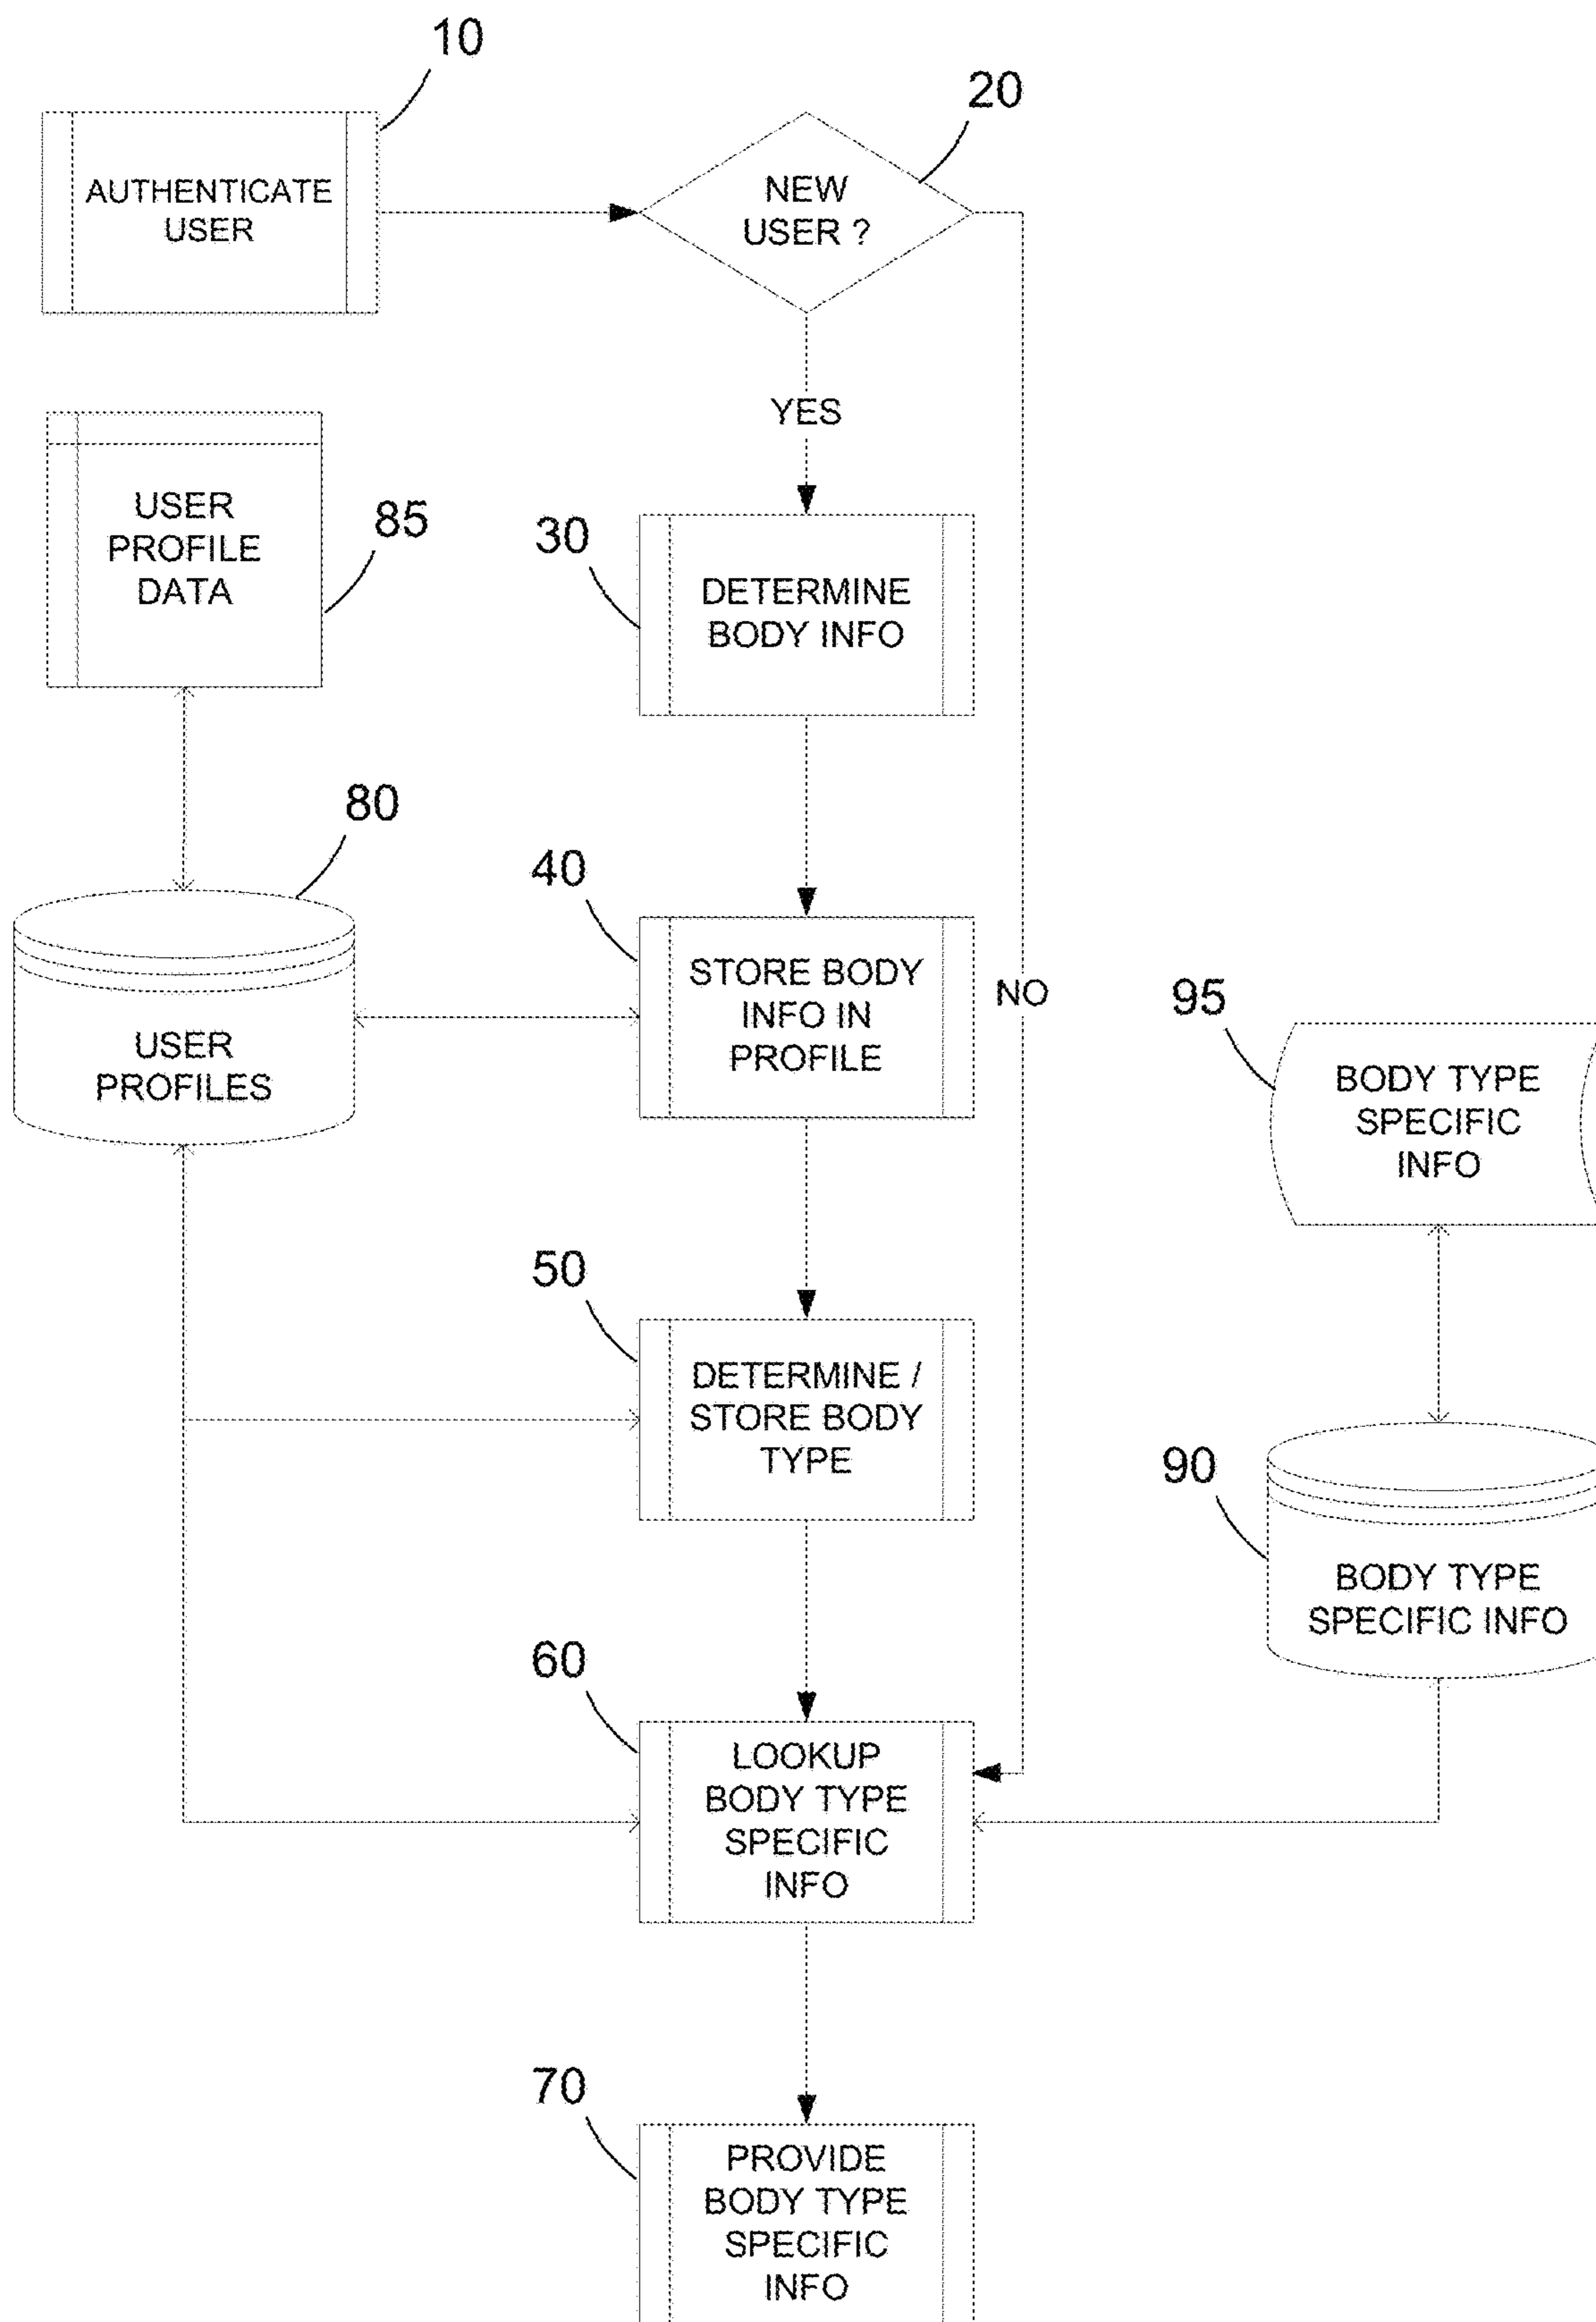 10
20
AUTHENTICATE
USER
NEW
USER ?
YES
USER
PROFILE
DATA
85
30
DETERMINE
BODY INFO
80
40
STORE BODY
INFO IN
PROFILE
NO
USER
PROFILES
95
BODY TYPE
SPECIFIC
INFO
50
DETERMINE /
STORE BODY
TYPE
90
BODY TYPE
SPECIFIC INFO
60
LOOKUP
BODY TYPE
SPECIFIC
INFO
70
PROVIDE
BODY TYPE
SPECIFIC
INFO